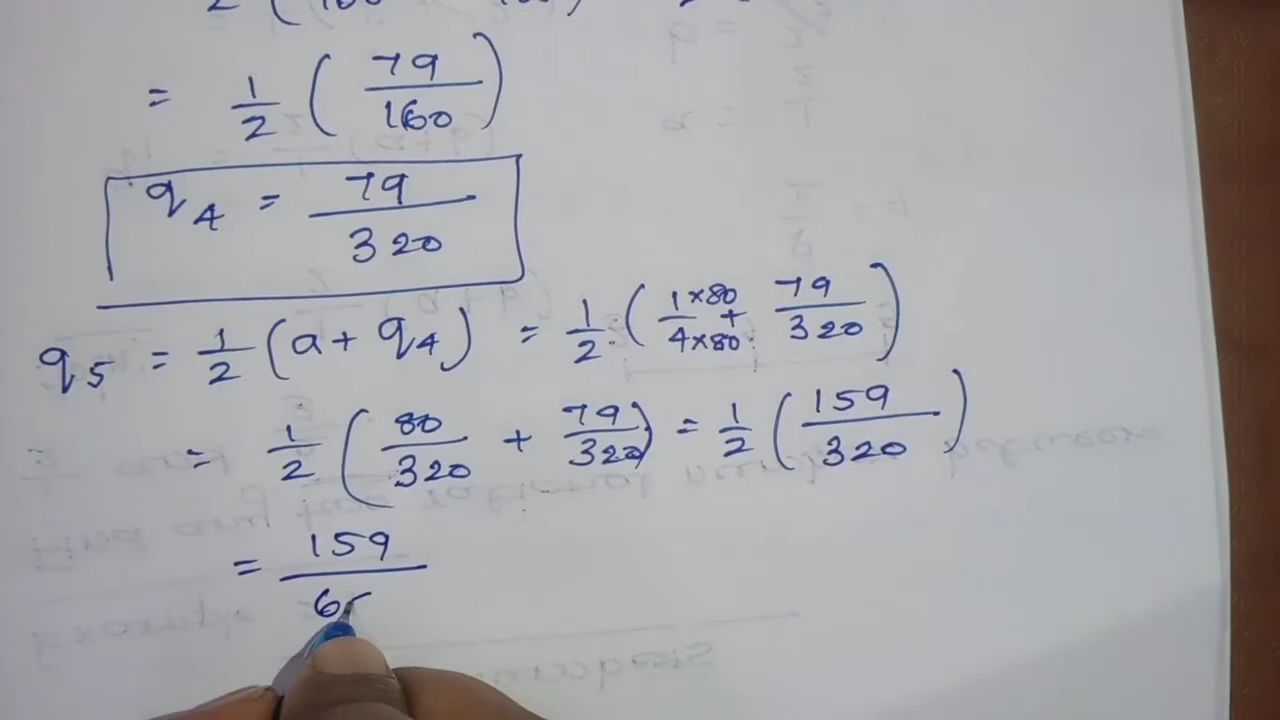 = 1/2 ( 79/160 )
q4 = 79/320
q5 = 1/2 (a + q4) = 1/2 ( 1×80/4×80 + 79/320 )
= 1/2 ( 80/320 + 79/320 ) = 1/2 ( 159/320 )
= 159/6